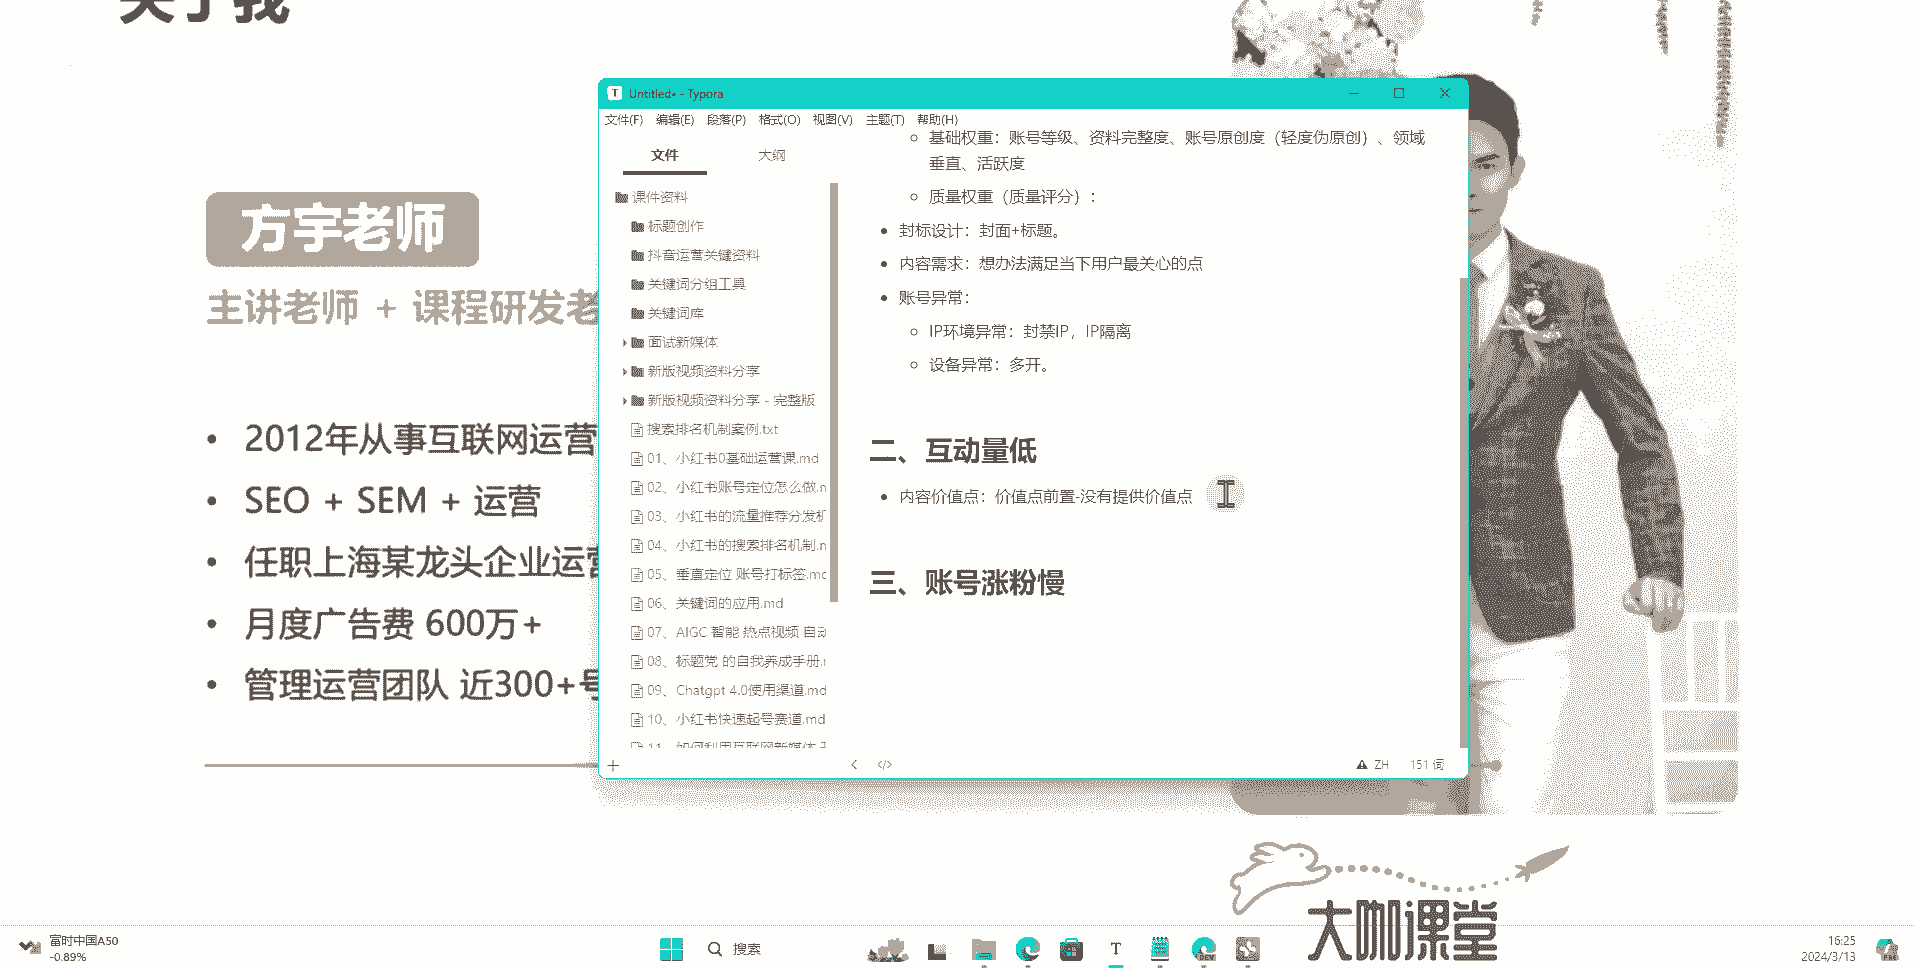 关于我
方宇老师
主讲老师 + 课程研发老
2012年从事互联网运营
SEO + SEM + 运营
任职上海某龙头企业运营
月度广告费 600万+
管理运营团队 近300+号
Untitled• - Typora
文件(F) 编辑(E) 段落(P) 格式(O) 视图(V) 主题(T) 帮助(H)
文件 大纲
课件资料
标题创作
抖音运营关键资料
关键词分组工具
关键词库
面试新媒体
新版视频资料分享
新版视频资料分享 - 完整版
搜索排名机制案例.txt
01、小红书0基础运营课.md
02、小红书账号定位怎么做.m
03、小红书的流量推荐分发机
04、小红书的搜索排名机制.m
05、垂直定位 账号打标签.md
06、关键词的应用.md
07、AIGC 智能 热点视频 自动
08、标题党 的自我养成手册.m
09、Chatgpt 4.0使用渠道.md
10、小红书快速起号赛道.md
11、如何利用互联网新媒体
基础权重：账号等级、资料完整度、账号原创度（轻度伪原创）、领域
垂直、活跃度
质量权重（质量评分）：
封标设计：封面+标题。
内容需求：想办法满足当下用户最关心的点
账号异常：
IP环境异常：封禁IP，IP隔离
设备异常：多开。
二、互动量低
内容价值点：价值点前置-没有提供价值点
三、账号涨粉慢
ZH 151 词
大咖课堂
富时中国A50
-0.89%
搜索
16:25
2024/3/13